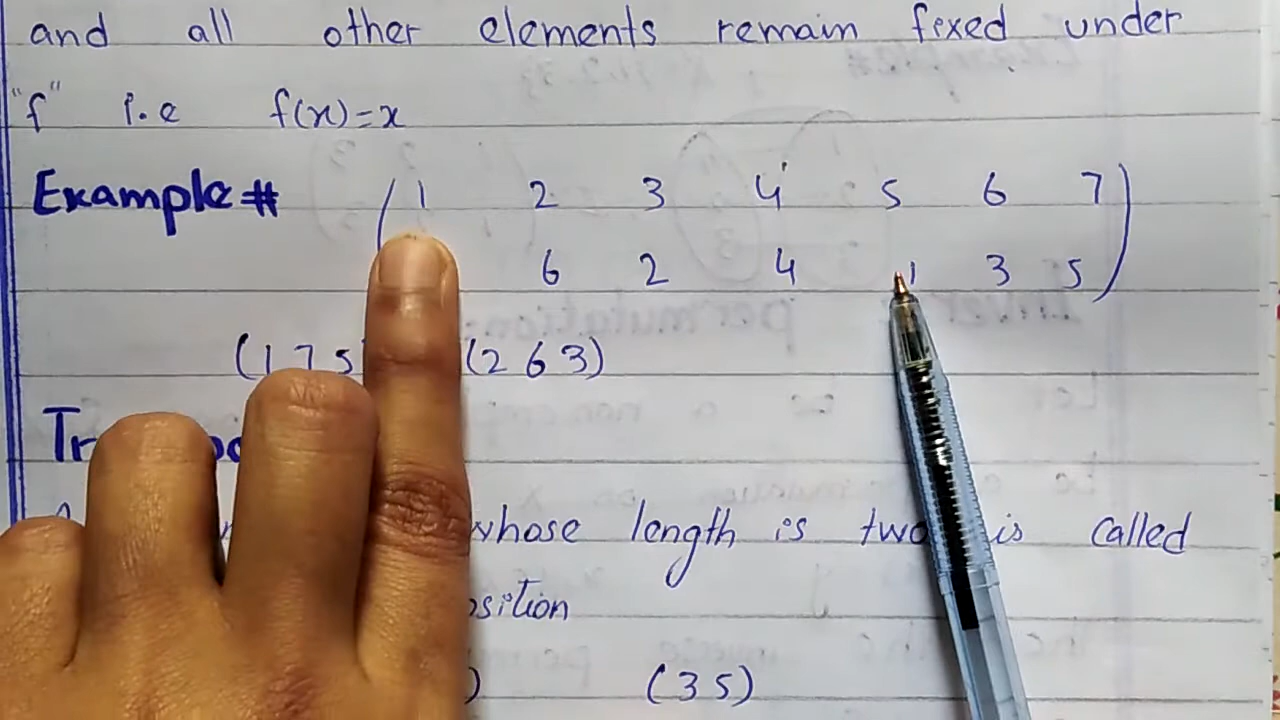 and all other elements remain fixed under
"f" i.e f(x)=x
Example# (1 2 3 4 5 6 7)
6 2 4 1 3 5)
(1 7 5 (2 6 3)
whose length is two is called
) (3 5)